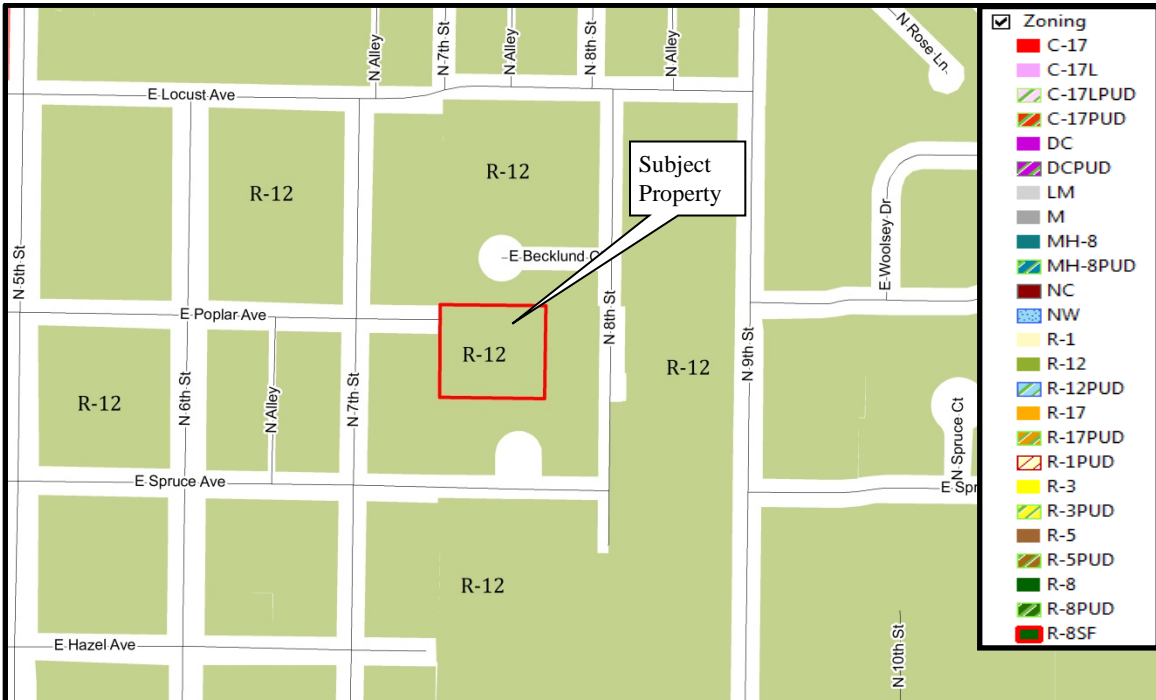 N Alley
N 7th St
N Alley
N 8th St
N Alley
N Rose Ln
E Locust Ave
R-12
R-12
Subject
Property
E Becklund C
E Woolsey Dr
N 5th St
E Poplar Ave
N 8th St
R-12
R-12
R-12
N 6th St
N Alley
N 7th St
N 9th St
N Spruce Ct
E Spruce Ave
E Spr
R-12
E Hazel Ave
N 10th St
Zoning
C-17
C-17L
C-17LPUD
C-17PUD
DC
DCPUD
LM
M
MH-8
MH-8PUD
NC
NW
R-1
R-12
R-12PUD
R-17
R-17PUD
R-1PUD
R-3
R-3PUD
R-5
R-5PUD
R-8
R-8PUD
R-8SF